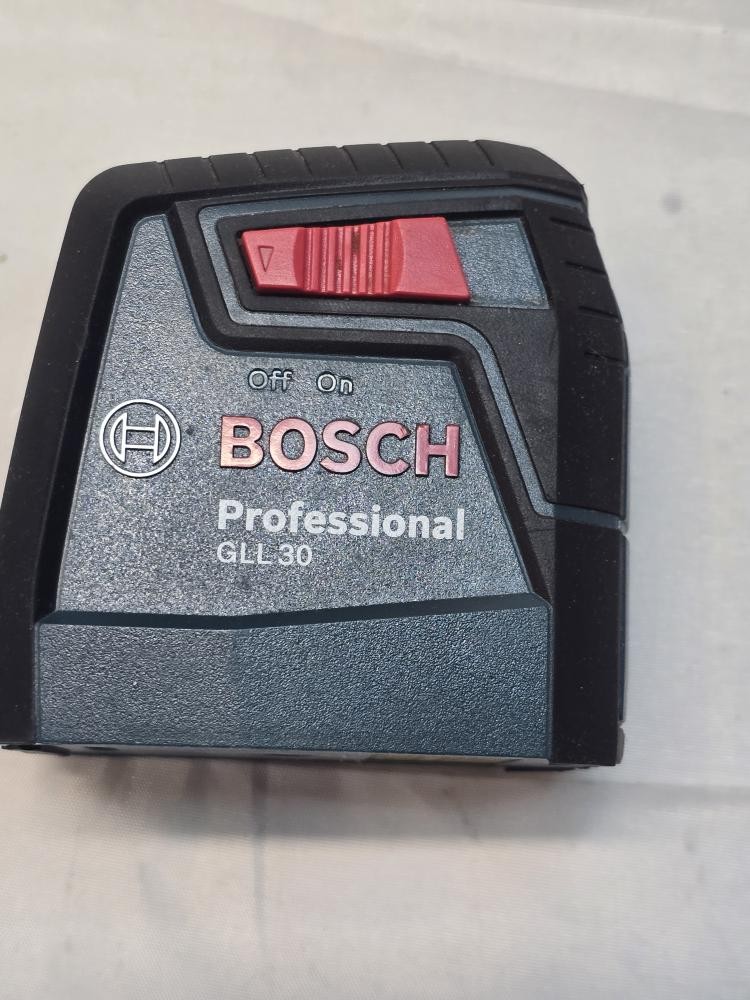 Off On
BOSCH
Professional
GLL 30